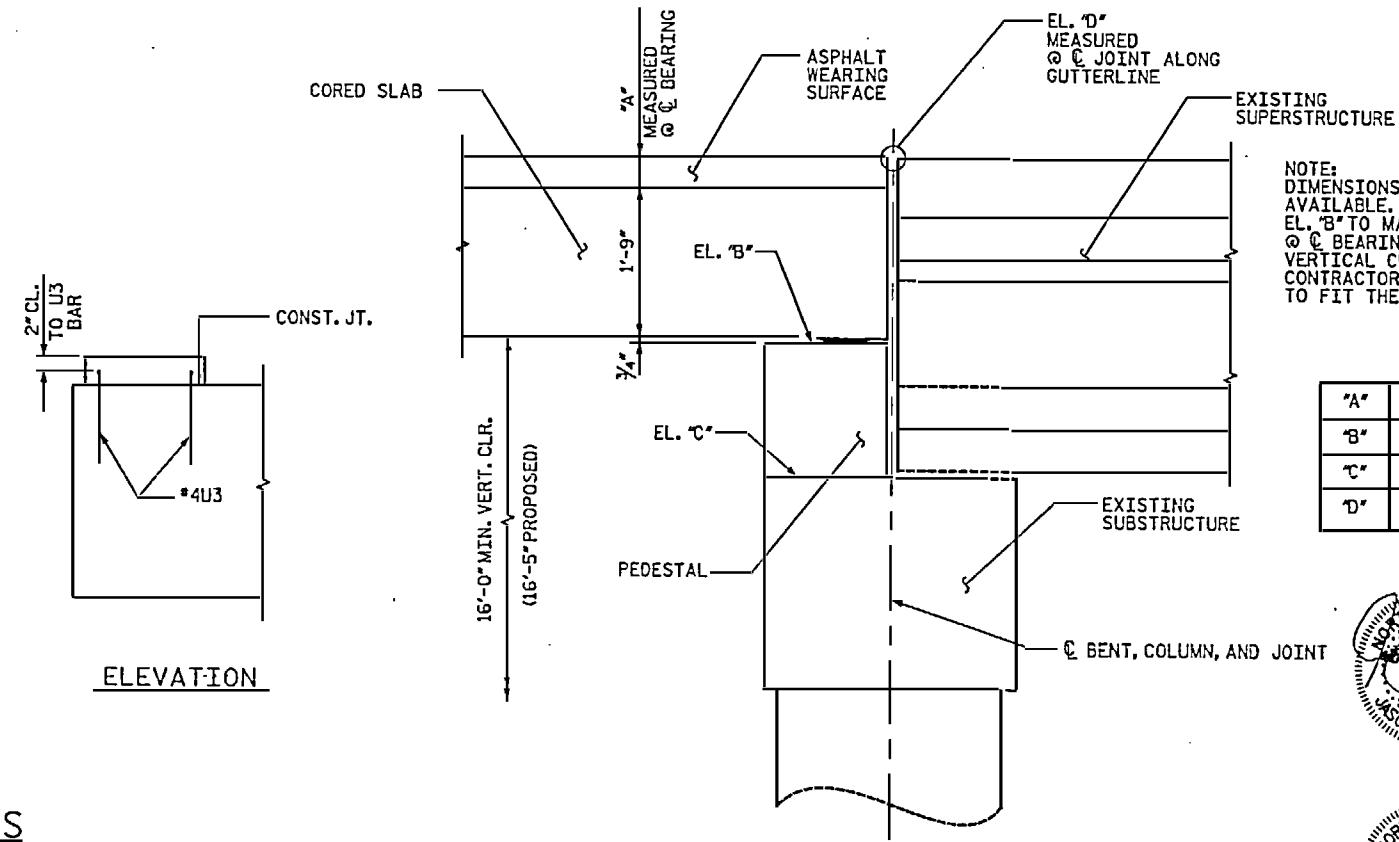 "A"
MEASURED
@ ℄ BEARING
EL. "D"
MEASURED
@ ℄ JOINT ALONG
GUTTERLINE
CORED SLAB
ASPHALT
WEARING
SURFACE
EXISTING
SUPERSTRUCTURE
NOTE:
DIMENSIONS
AVAILABLE.
EL. "B" TO
@ ℄
VERTICAL
CONTRACTOR
TO FIT THE
1'-9"
EL. "B"
3/4"
2" CL.
TO U3
BAR
CONST. JT.
#4U3
ELEVATION
16'-0" MIN. VERT. CLR.
(16'-5" PROPOSED)
EL. "C"
PEDESTAL
EXISTING
SUBSTRUCTURE
℄ BENT, COLUMN, AND JOINT
"A"
"B"
"C"
"D"
S